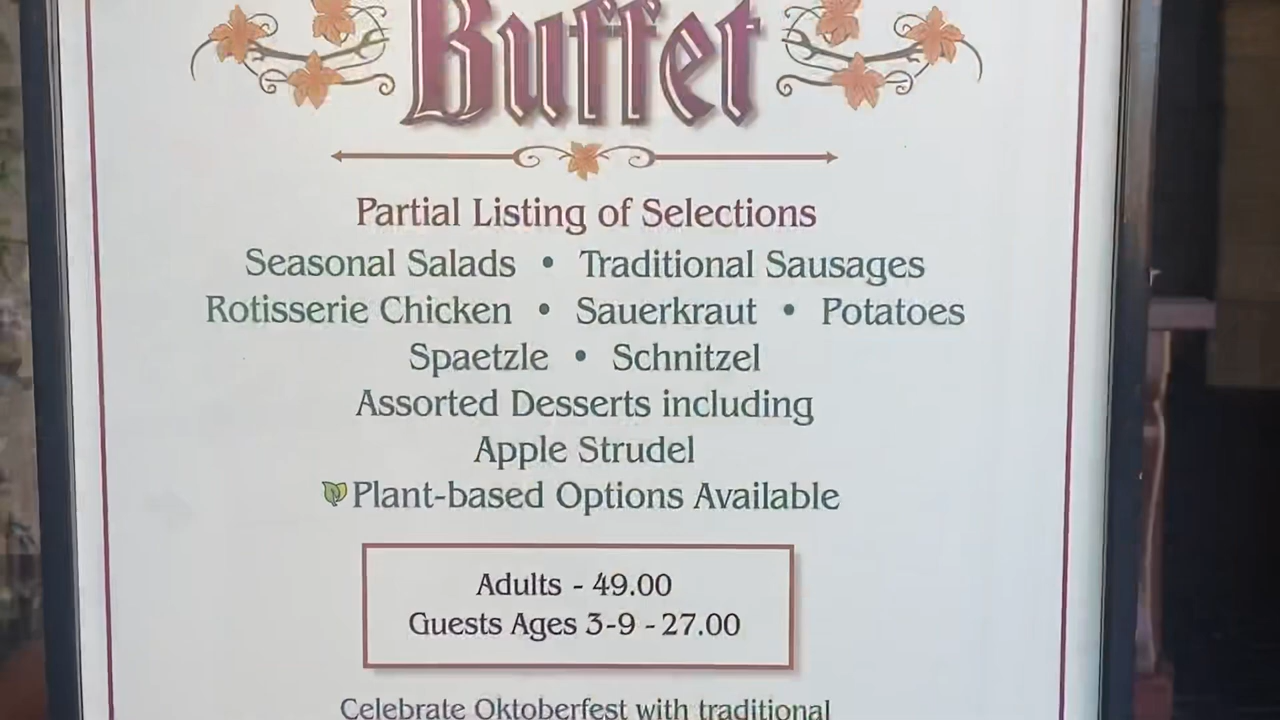 Buffet
Partial Listing of Selections
Seasonal Salads • Traditional Sausages
Rotisserie Chicken • Sauerkraut • Potatoes
Spaetzle • Schnitzel
Assorted Desserts including
Apple Strudel
Plant-based Options Available
Adults - 49.00
Guests Ages 3-9 - 27.00
Celebrate Oktoberfest with traditional